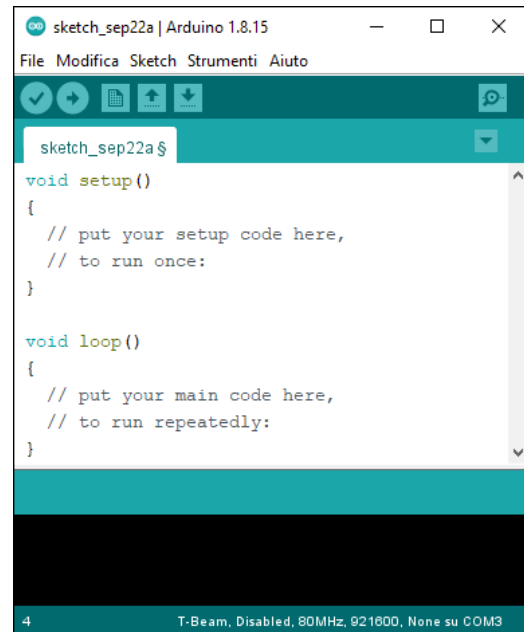 sketch_sep22a | Arduino 1.8.15
File Modifica Sketch Strumenti Aiuto
sketch_sep22a §
void setup()
{
  // put your setup code here,
  // to run once:
}

void loop()
{
  // put your main code here,
  // to run repeatedly:
}
4 T-Beam, Disabled, 80MHz, 921600, None su COM3